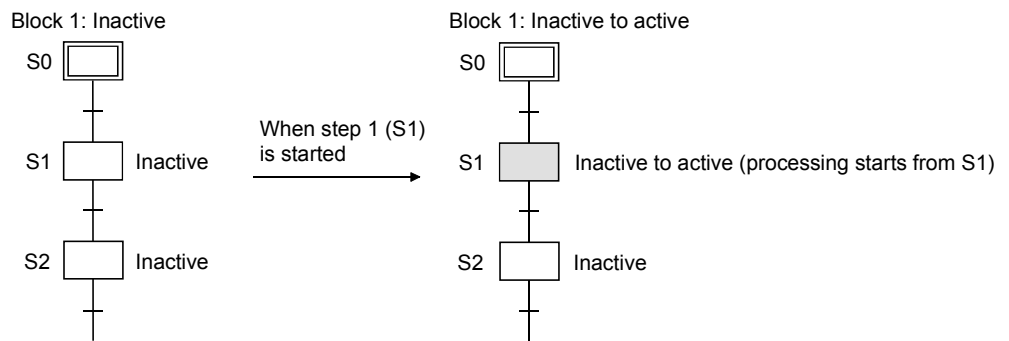 Block 1: Inactive
S0
S1
Inactive
S2
Inactive
When step 1 (S1)
is started
Block 1: Inactive to active
S0
S1
Inactive to active (processing starts from S1)
S2
Inactive